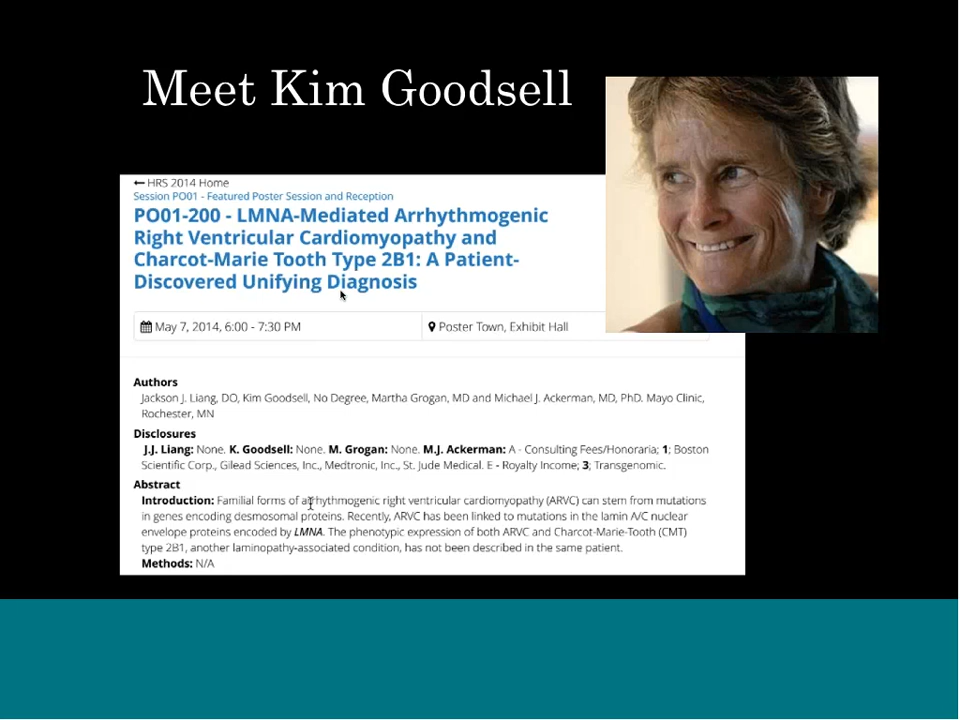 Meet Kim Goodsell
← HRS 2014 Home
Session PO01 - Featured Poster Session and Reception
PO01-200 - LMNA-Mediated Arrhythmogenic
Right Ventricular Cardiomyopathy and
Charcot-Marie Tooth Type 2B1: A Patient-
Discovered Unifying Diagnosis
May 7, 2014, 6:00 - 7:30 PM
Poster Town, Exhibit Hall
Authors
Jackson J. Liang, DO, Kim Goodsell, No Degree, Martha Grogan, MD and Michael J. Ackerman, MD, PhD. Mayo Clinic,
Rochester, MN
Disclosures
J.J. Liang: None. K. Goodsell: None. M. Grogan: None. M.J. Ackerman: A - Consulting Fees/Honoraria; 1; Boston
Scientific Corp., Gilead Sciences, Inc., Medtronic, Inc., St. Jude Medical. E - Royalty Income; 3; Transgenomic.
Abstract
Introduction: Familial forms of arrhythmogenic right ventricular cardiomyopathy (ARVC) can stem from mutations
in genes encoding desmosomal proteins. Recently, ARVC has been linked to mutations in the lamin A/C nuclear
envelope proteins encoded by LMNA. The phenotypic expression of both ARVC and Charcot-Marie-Tooth (CMT)
type 2B1, another laminopathy-associated condition, has not been described in the same patient.
Methods: N/A